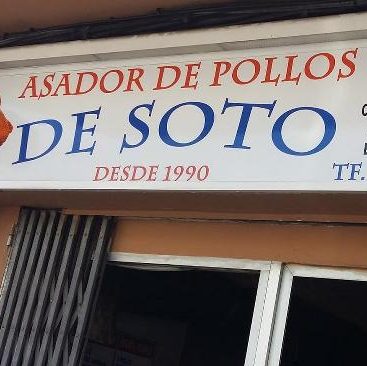 ASADOR DE POLLOS
DE SOTO
DESDE 1990
TF.